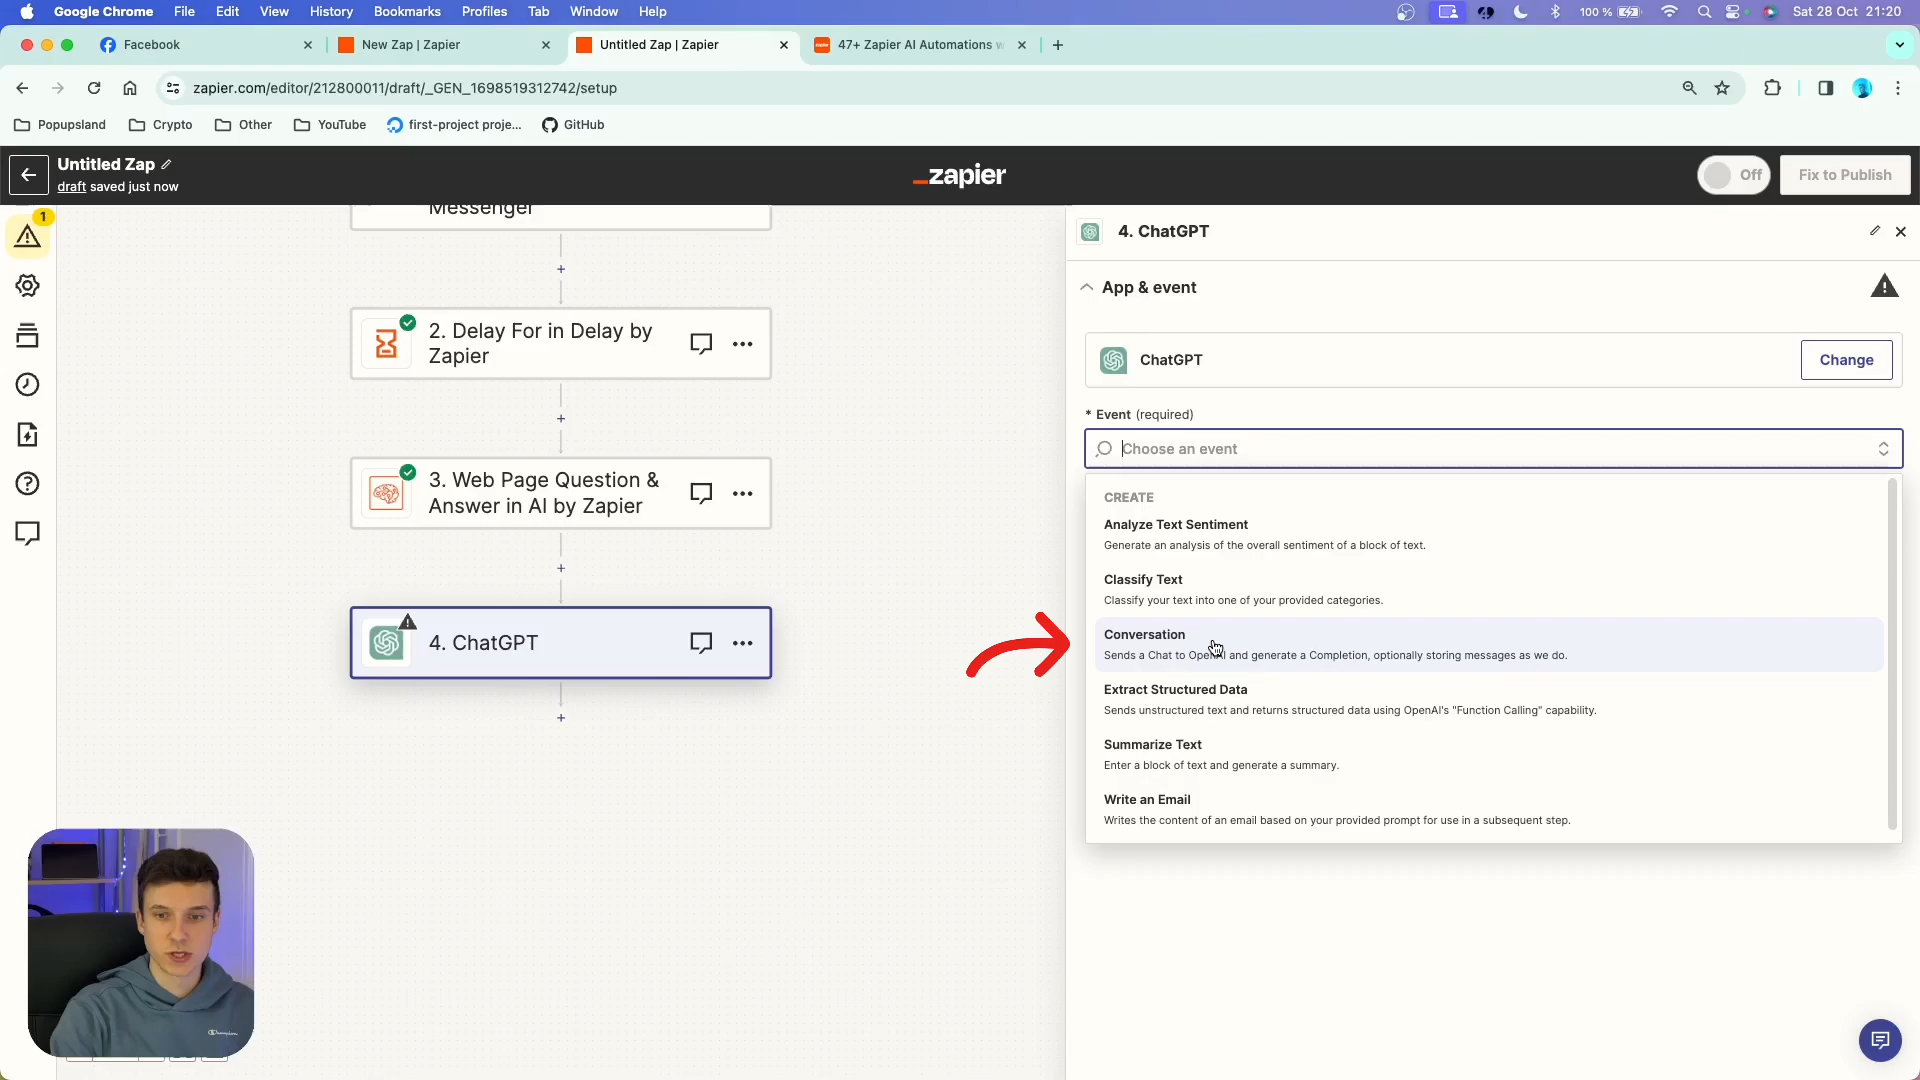 Google Chrome File Edit View History Bookmarks Profiles Tab Window Help 100 % Sat 28 Oct 21:20
Facebook New Zap | Zapier Untitled Zap | Zapier 47+ Zapier AI Automations
zapier.com/editor/212800011/draft/_GEN_1698519312742/setup
Popupsland Crypto Other YouTube first-project proje... GitHub
Untitled Zap
draft saved just now
zapier
Off
Fix to Publish
1
Messenger
2. Delay For in Delay by
Zapier
3. Web Page Question &
Answer in AI by Zapier
4. ChatGPT
4. ChatGPT
App & event
ChatGPT
Change
* Event (required)
Choose an event
CREATE
Analyze Text Sentiment
Generate an analysis of the overall sentiment of a block of text.
Classify Text
Classify your text into one of your provided categories.
Conversation
Sends a Chat to OpenAI and generate a Completion, optionally storing messages as we do.
Extract Structured Data
Sends unstructured text and returns structured data using OpenAI's "Function Calling" capability.
Summarize Text
Enter a block of text and generate a summary.
Write an Email
Writes the content of an email based on your provided prompt for use in a subsequent step.
Champion